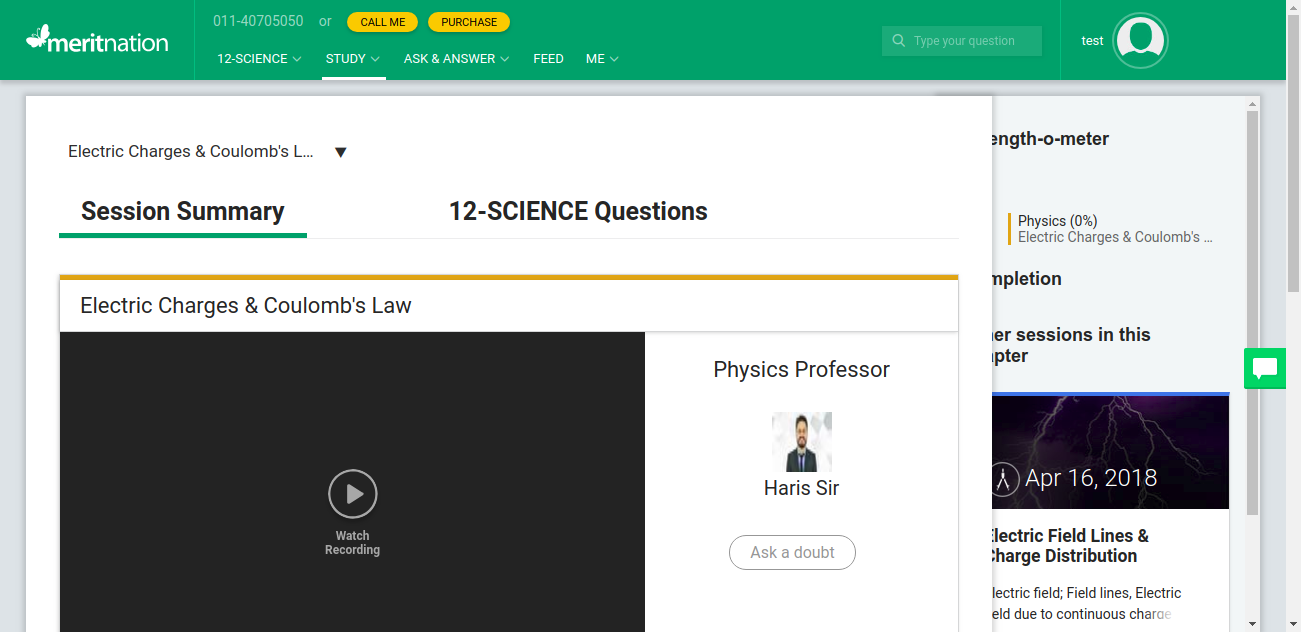 011-40705050 or CALL ME PURCHASE
meritnation
12-SCIENCE STUDY ASK & ANSWER FEED ME
Type your question
test
Electric Charges & Coulomb's L...
Session Summary 12-SCIENCE Questions
Electric Charges & Coulomb's Law
Watch
Recording
Physics Professor
Haris Sir
Ask a doubt
ength-o-meter
Physics (0%)
Electric Charges & Coulomb's ...
mpletion
er sessions in this
pter
Apr 16, 2018
Electric Field Lines &
Charge Distribution
lectric field; Field lines, Electric
eld due to continuous charge